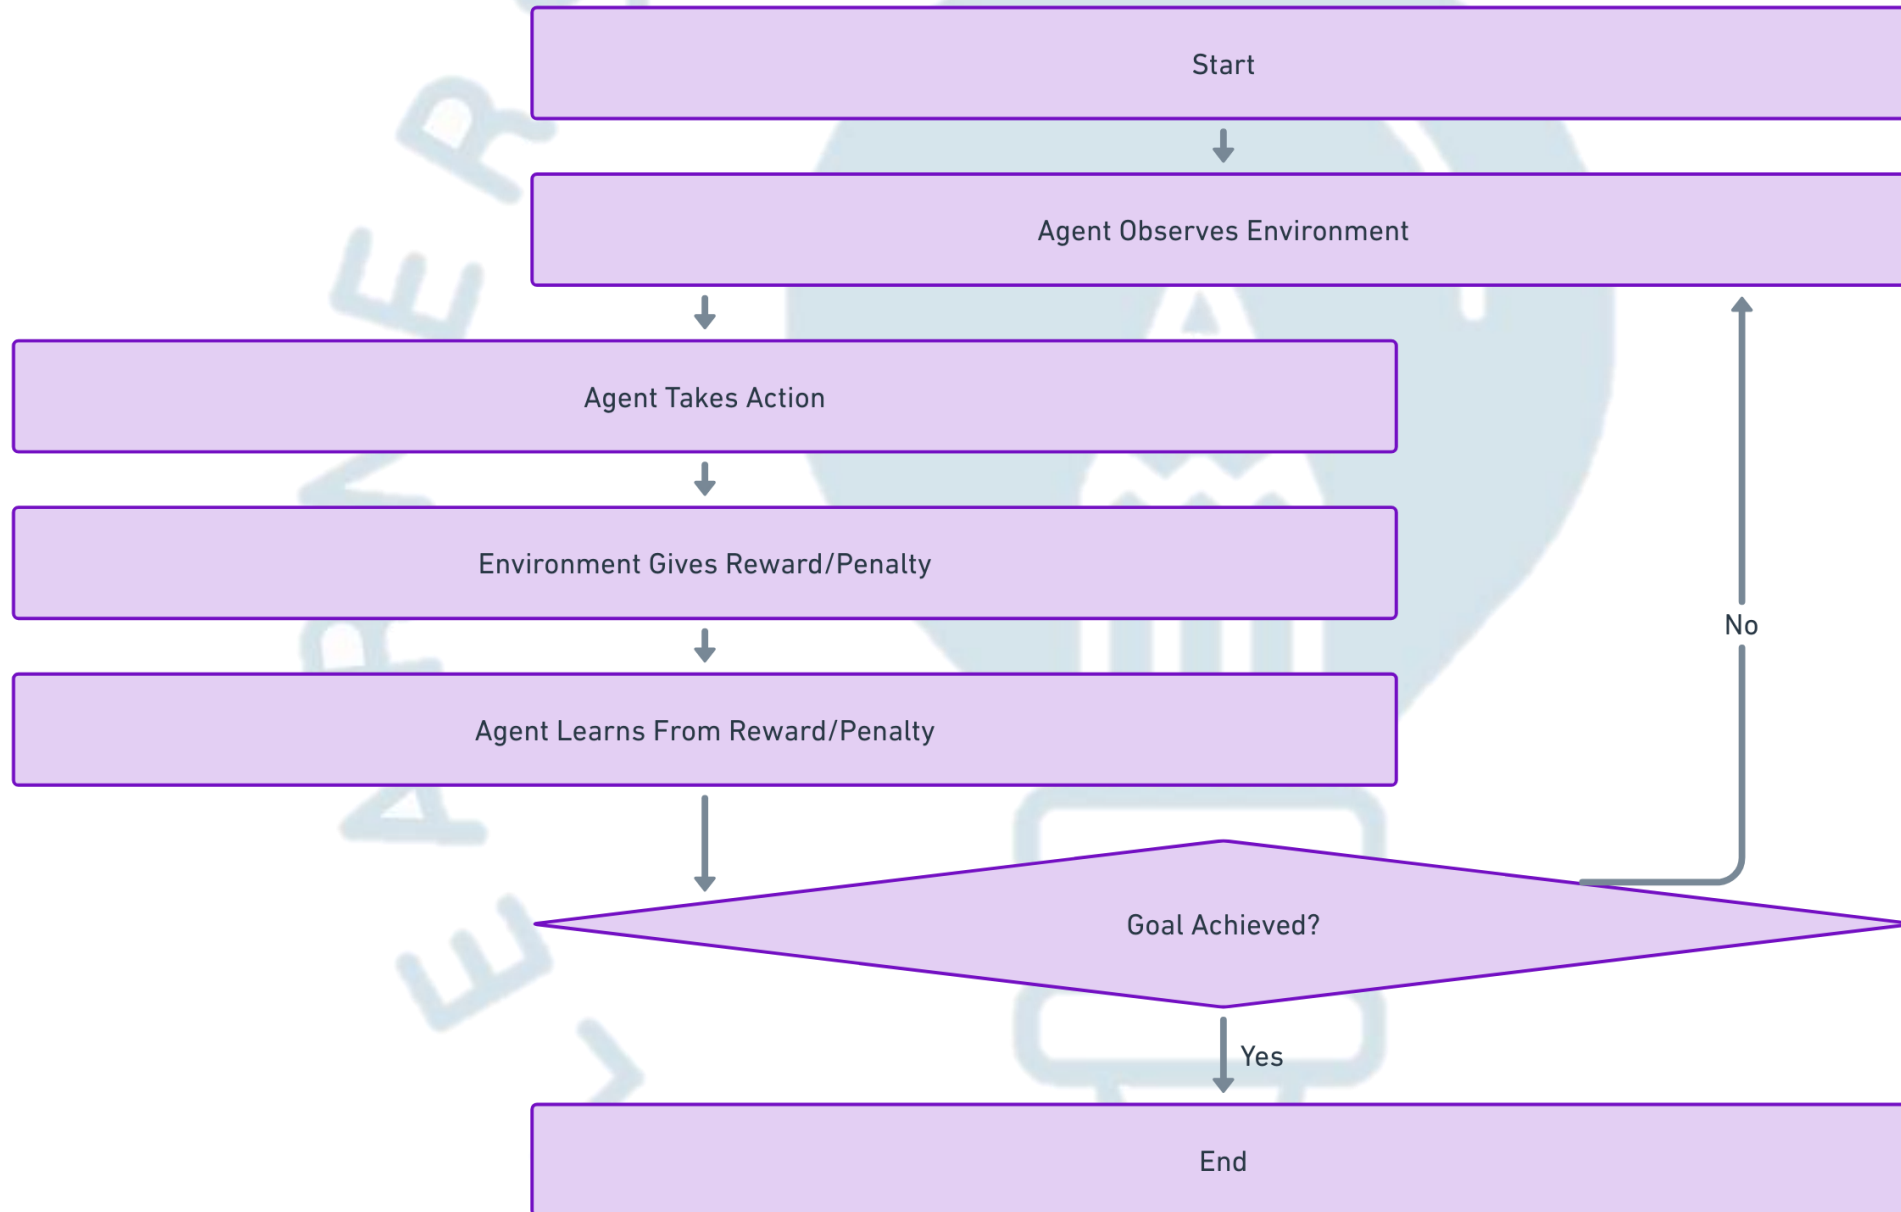 Start
Agent Observes Environment
Agent Takes Action
Environment Gives Reward/Penalty
Agent Learns From Reward/Penalty
No
Goal Achieved?
Yes
End